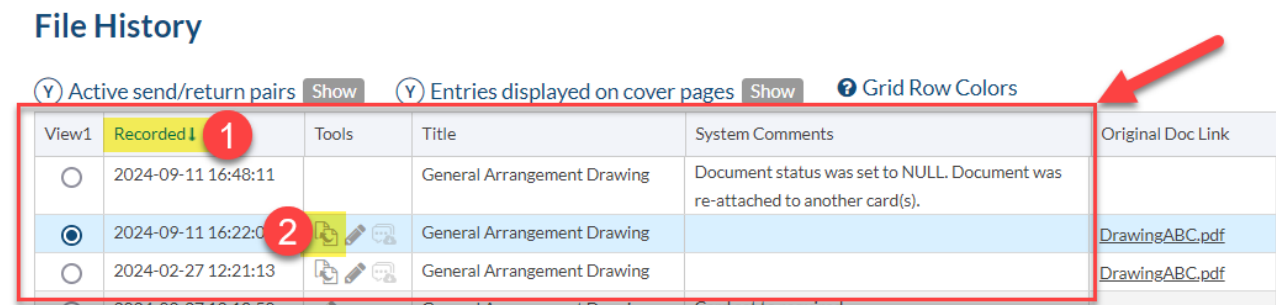 File History
Y Active send/return pairs Show Y Entries displayed on cover pages Show ? Grid Row Colors
View1 Recorded↓ 1 Tools Title System Comments Original Doc Link
2024-09-11 16:48:11 General Arrangement Drawing Document status was set to NULL. Document was
re-attached to another card(s).
2024-09-11 16:22:0 2 General Arrangement Drawing DrawingABC.pdf
2024-02-27 12:21:13 General Arrangement Drawing DrawingABC.pdf